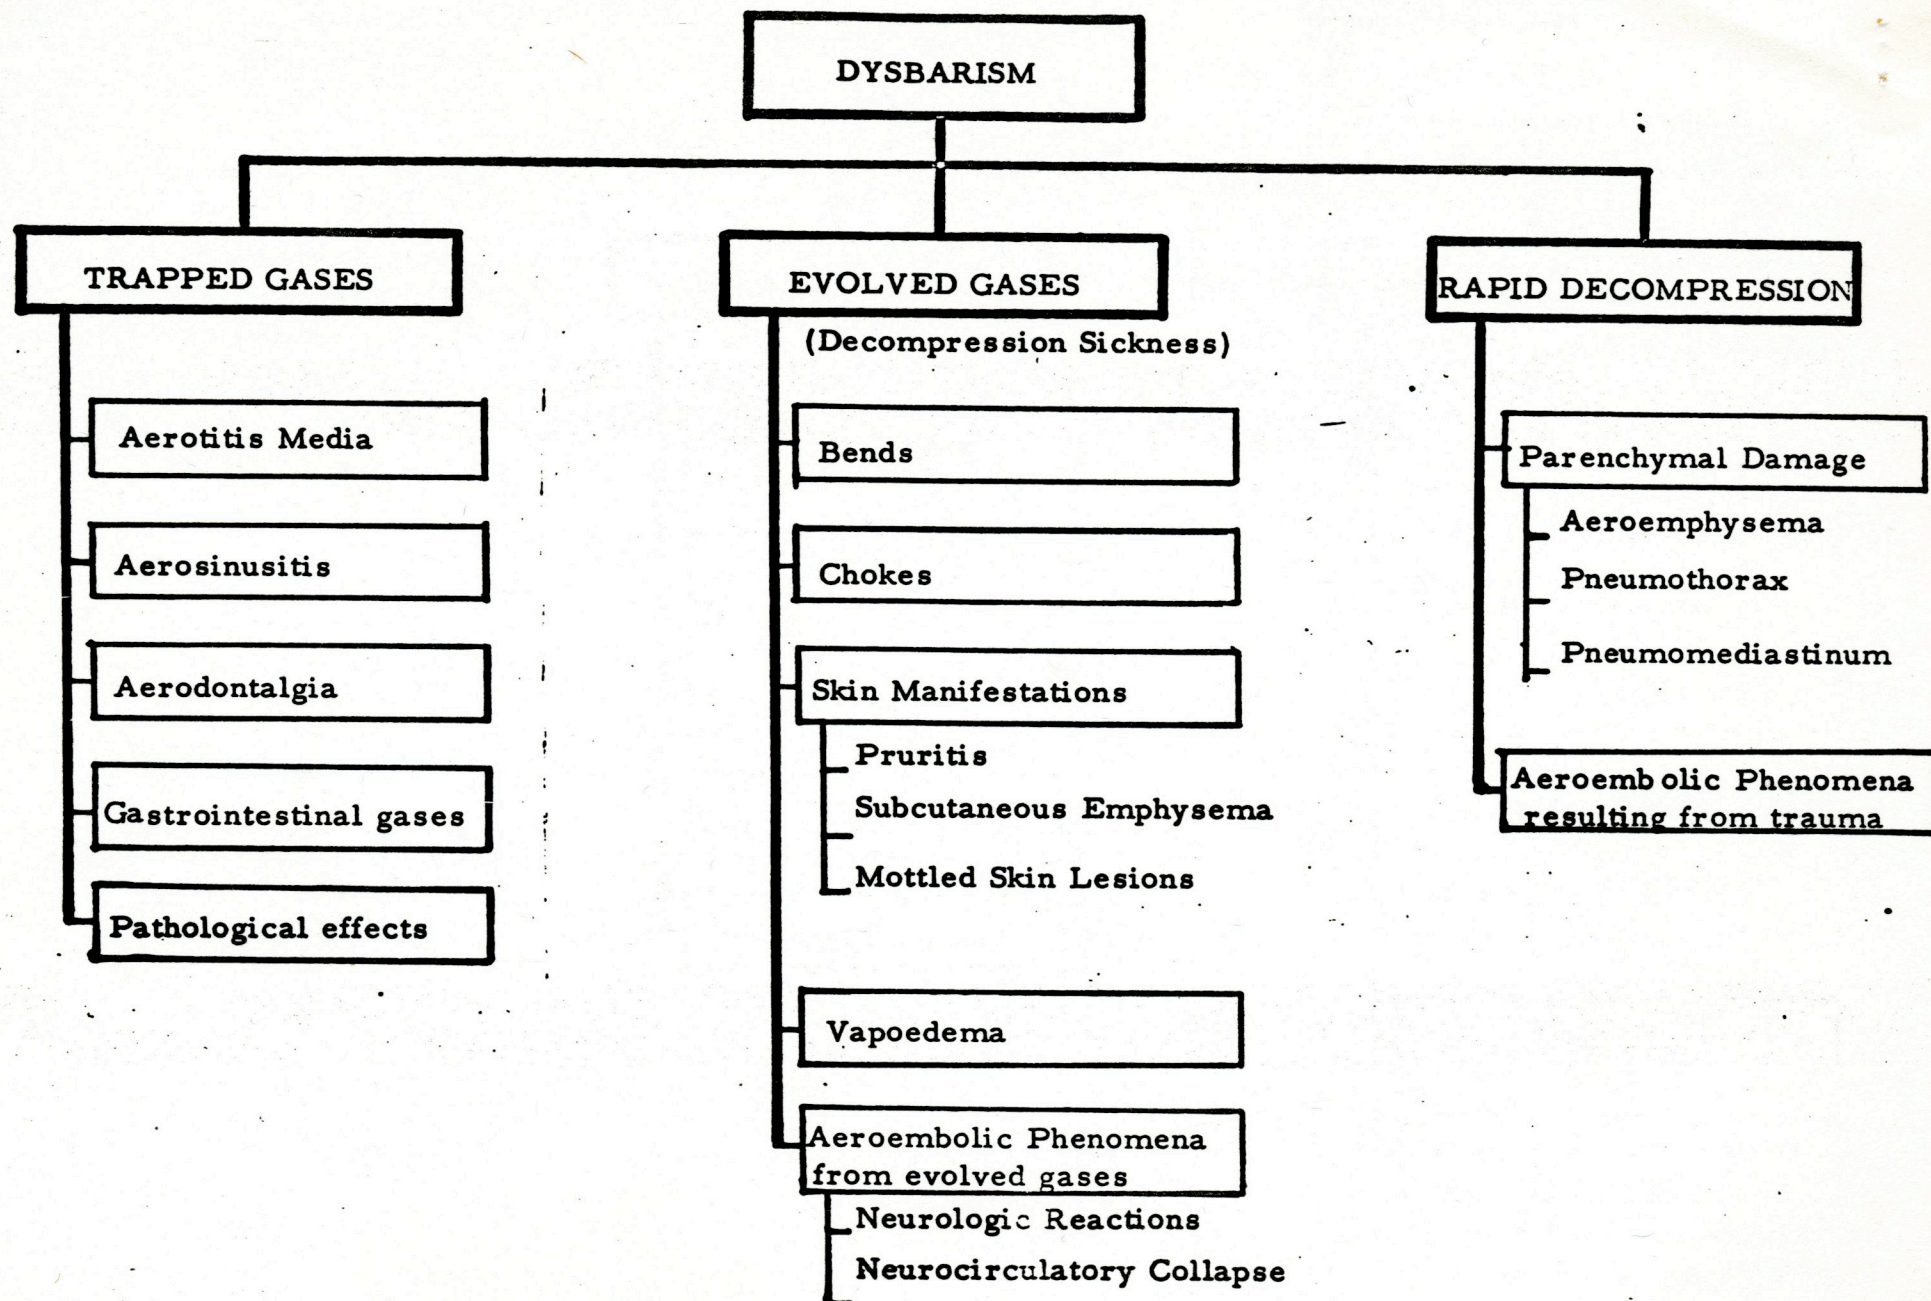 DYSBARISM
TRAPPED GASES
Aerotitis Media
Aerosinusitis
Aerodontalgia
Gastrointestinal gases
Pathological effects
EVOLVED GASES
(Decompression Sickness)
Bends
Chokes
Skin Manifestations
Pruritis
Subcutaneous Emphysema
Mottled Skin Lesions
Vapoedema
Aeroembolic Phenomena
from evolved gases
Neurologic Reactions
Neurocirculatory Collapse
RAPID DECOMPRESSION
Parenchymal Damage
Aeroemphysema
Pneumothorax
Pneumomediastinum
Aeroembolic Phenomena
resulting from trauma